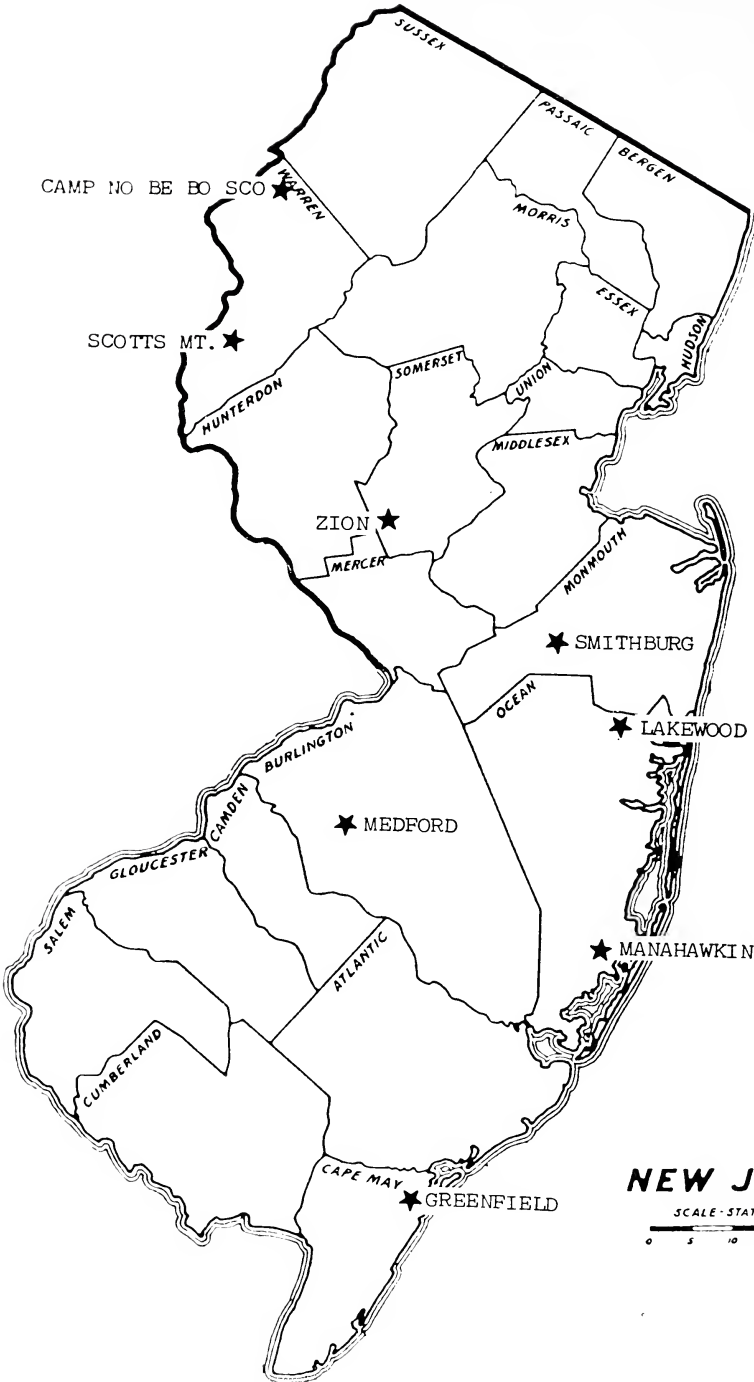 SUSSEX
PASSAIC
BERGEN
CAMP NO BE BO SCO
WARREN
MORRIS
ESSEX
HUDSON
SCOTTS MT.
SOMERSET
UNION
HUNTERDON
MIDDLESEX
ZION
MERCER
MONMOUTH
SMITHBURG
OCEAN
LAKEWOOD
BURLINGTON
CAMDEN
MEDFORD
GLOUCESTER
SALEM
MANAHAWKIN
ATLANTIC
CUMBERLAND
CAPE MAY
GREENFIELD
NEW J
SCALE-STAT
0 5 10